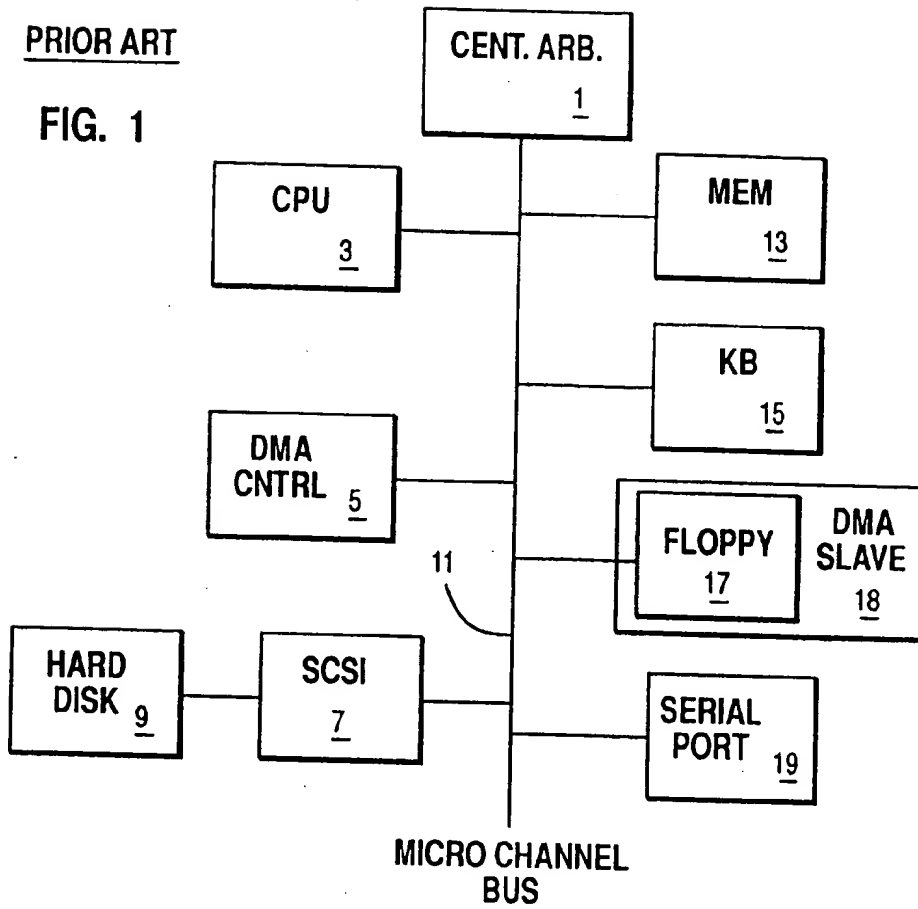 PRIOR ART
FIG. 1
CENT. ARB.
1
CPU
3
MEM
13
KB
15
DMA
CNTRL
5
FLOPPY
17
DMA
SLAVE
18
11
HARD
DISK
9
SCSI
7
SERIAL
PORT
19
MICRO CHANNEL
BUS